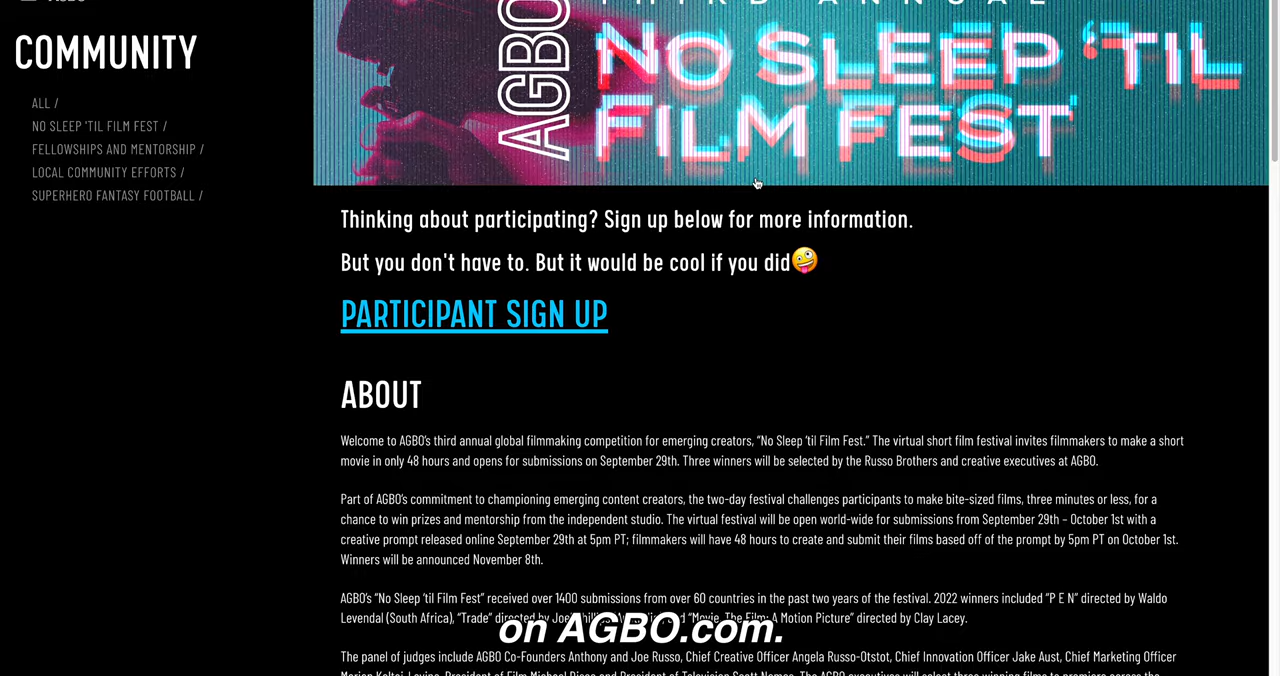 COMMUNITY
ALL /
NO SLEEP 'TIL FILM FEST /
FELLOWSHIPS AND MENTORSHIP /
LOCAL COMMUNITY EFFORTS /
SUPERHERO FANTASY FOOTBALL /
AGBO
THIRD ANNUAL
NO SLEEP ‘TIL
FILM FEST’
Thinking about participating? Sign up below for more information.
But you don't have to. But it would be cool if you did🤪
PARTICIPANT SIGN UP
ABOUT
Welcome to AGBO’s third annual global filmmaking competition for emerging creators, “No Sleep ‘til Film Fest.” The virtual short film festival invites filmmakers to make a short
movie in only 48 hours and opens for submissions on September 29th. Three winners will be selected by the Russo Brothers and creative executives at AGBO.
Part of AGBO’s commitment to championing emerging content creators, the two-day festival challenges participants to make bite-sized films, three minutes or less, for a
chance to win prizes and mentorship from the independent studio. The virtual festival will be open world-wide for submissions from September 29th – October 1st with a
creative prompt released online September 29th at 5pm PT; filmmakers will have 48 hours to create and submit their films based off of the prompt by 5pm PT on October 1st.
Winners will be announced November 8th.
AGBO’s “No Sleep ‘til Film Fest” received over 1400 submissions from over 60 countries in the past two years of the festival. 2022 winners included “P E N” directed by Waldo
Levendal (South Africa), “Trade” directed by “Movie, The Film: A Motion Picture” directed by Clay Lacey.
on AGBO.com.
The panel of judges include AGBO Co-Founders Anthony and Joe Russo, Chief Creative Officer Angela Russo-Otstot, Chief Innovation Officer Jake Aust, Chief Marketing Officer